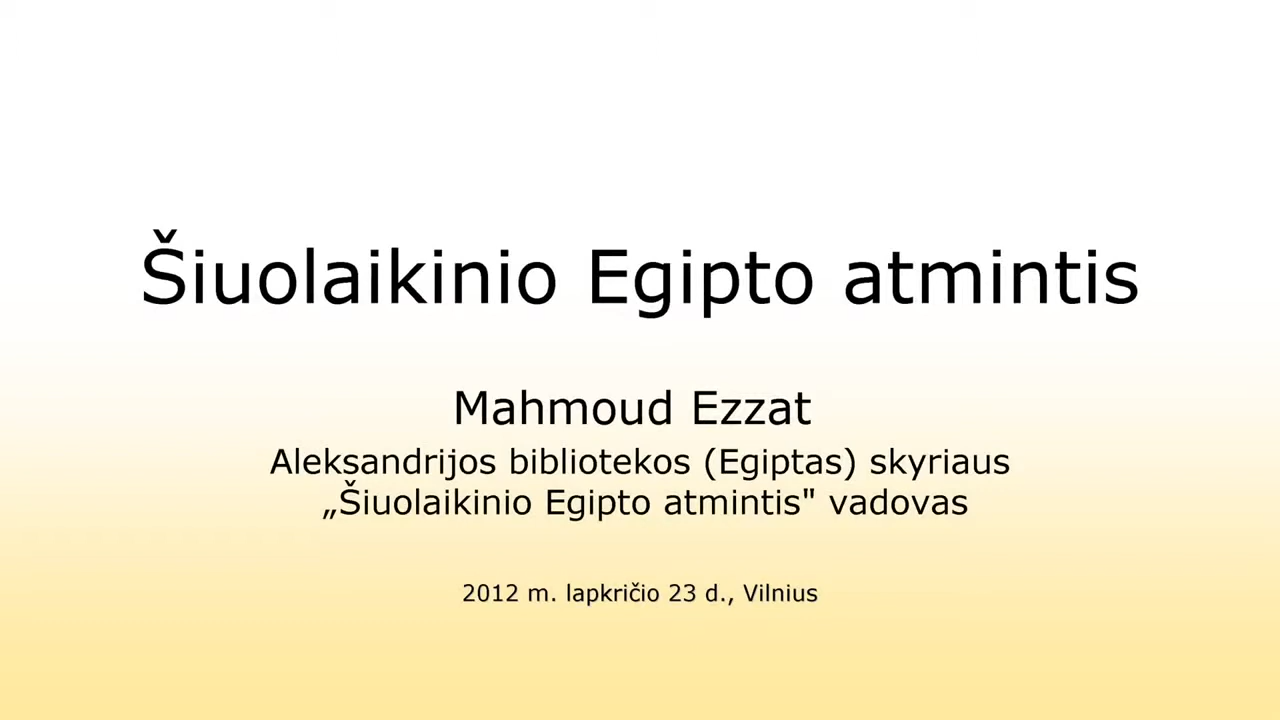 Šiuolaikinio Egipto atmintis
Mahmoud Ezzat
Aleksandrijos bibliotekos (Egiptas) skyriaus
„Šiuolaikinio Egipto atmintis" vadovas
2012 m. lapkričio 23 d., Vilnius